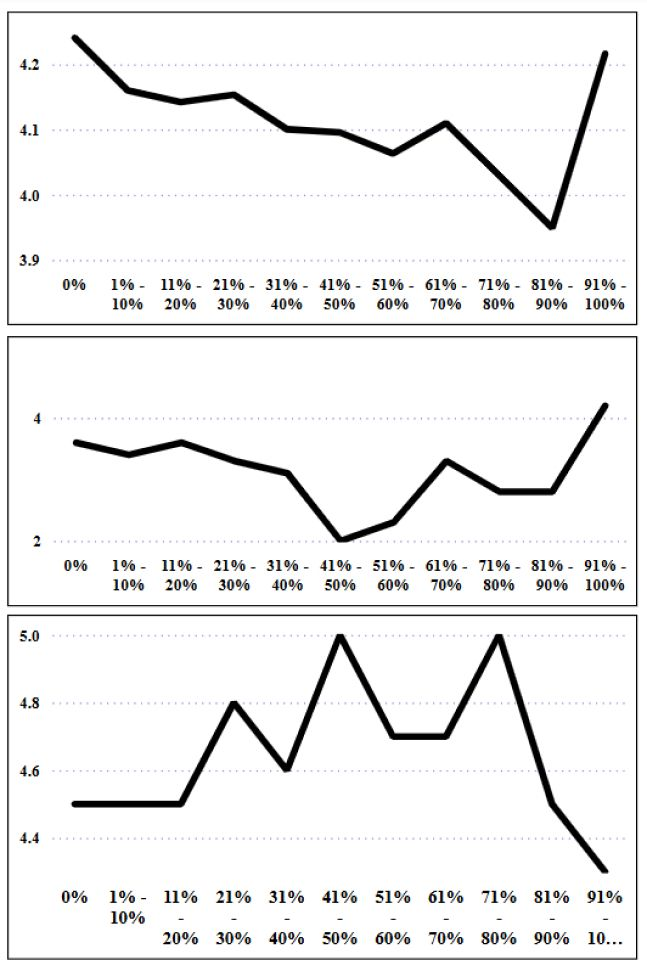 4.2
4.1
4.0
3.9
0% 1% - 11% - 21% - 31% - 41% - 51% - 61% - 71% - 81% - 91% -
10% 20% 30% 40% 50% 60% 70% 80% 90% 100%
4
2
0% 1% - 11% - 21% - 31% - 41% - 51% - 61% - 71% - 81% - 91% -
10% 20% 30% 40% 50% 60% 70% 80% 90% 100%
5.0
4.8
4.6
4.4
0% 1% - 11% 21% 31% 41% 51% 61% 71% 81% 91%
10% - - - - - - - - -
20% 30% 40% 50% 60% 70% 80% 90% 10...